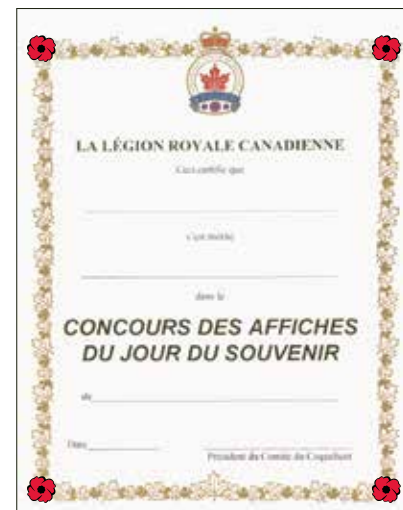 LA LÉGION ROYALE CANADIENNE
Ceci certifie que
s'est mérité
dans le
CONCOURS DES AFFICHES
DU JOUR DU SOUVENIR
de
Date
Président du Comité du Coquelicot